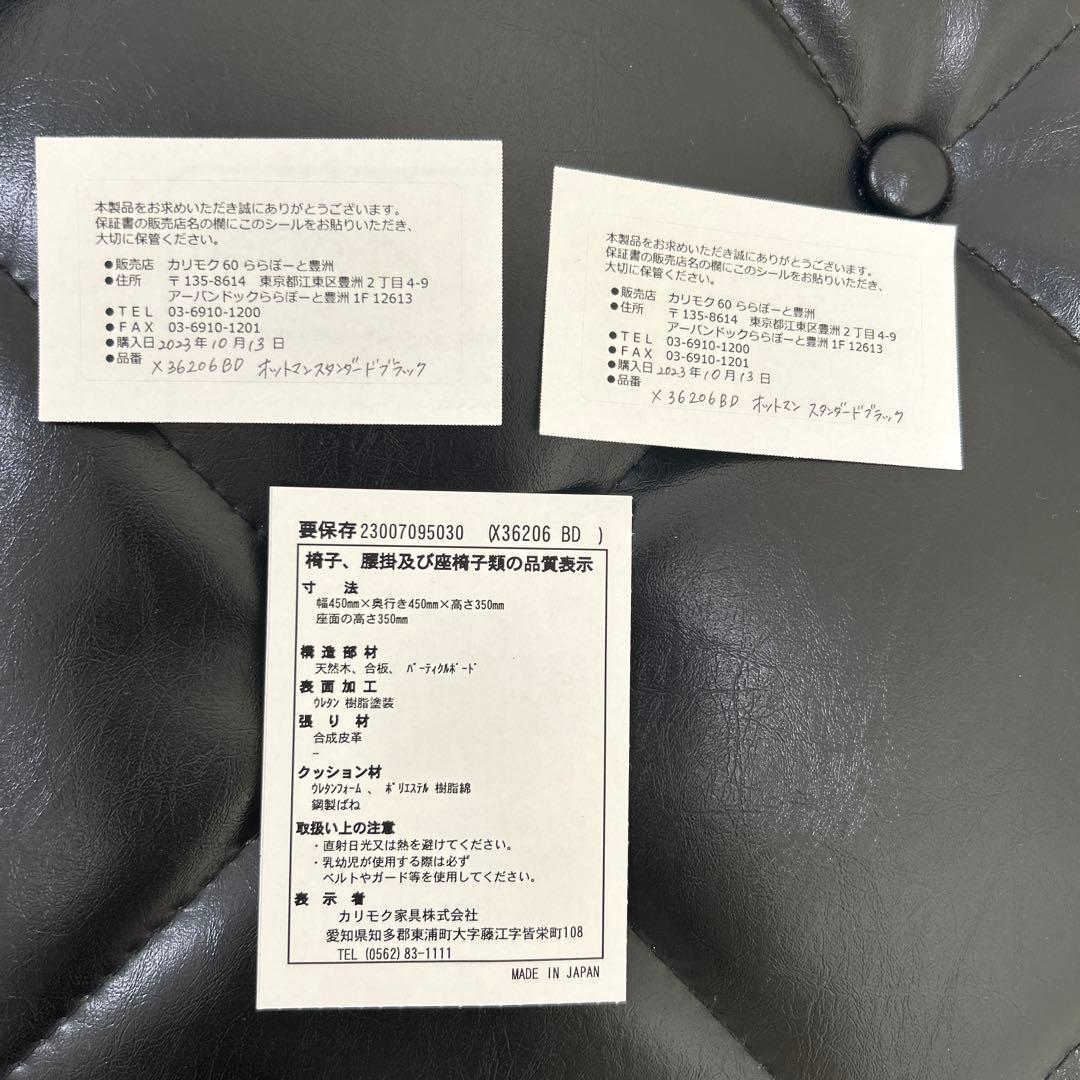 本製品をお求めいただき誠にありがとうございます。
保証書の販売店名の欄にこのシールをお貼りいただき、
大切に保管ください。
●販売店 カリモク60 ららぽーと豊洲
●住所 〒135-8614 東京都江東区豊洲2丁目4-9
アーバンドックららぽーと豊洲1F 12613
●TEL 03-6910-1200
●FAX 03-6910-1201
●購入日 2023年10月13日
●品番 X36206BD オットマンスタンダードブラック
本製品をお求めいただき誠にありがとうございます。
保証書の販売店名の欄にこのシールをお貼りいただき、
大切に保管ください。
●販売店 カリモク60 ららぽーと豊洲
●住所 〒135-8614 東京都江東区豊洲2丁目4-9
アーバンドックららぽーと豊洲1F 12613
●TEL 03-6910-1200
●FAX 03-6910-1201
●購入日 2023年10月13日
●品番 X36206BD オットマン スタンダードブラック
要保存 23007095030 (X36206 BD )
椅子、腰掛及び座椅子類の品質表示
寸 法
幅450mm×奥行き450mm×高さ350mm
座面の高さ350mm
構造部材
天然木、合板、 パーティクルボード
表面加工
ウレタン 樹脂塗装
張り材
合成皮革
−
クッション材
ウレタンフォーム 、 ポリエステル 樹脂綿
鋼製ばね
取扱い上の注意
・直射日光又は熱を避けてください。
・乳幼児が使用する際は必ず
ベルトやガード等を使用してください。
表示者
カリモク家具株式会社
愛知県知多郡東浦町大字藤江字皆栄町108
TEL (0562)83-1111
MADE IN JAPAN